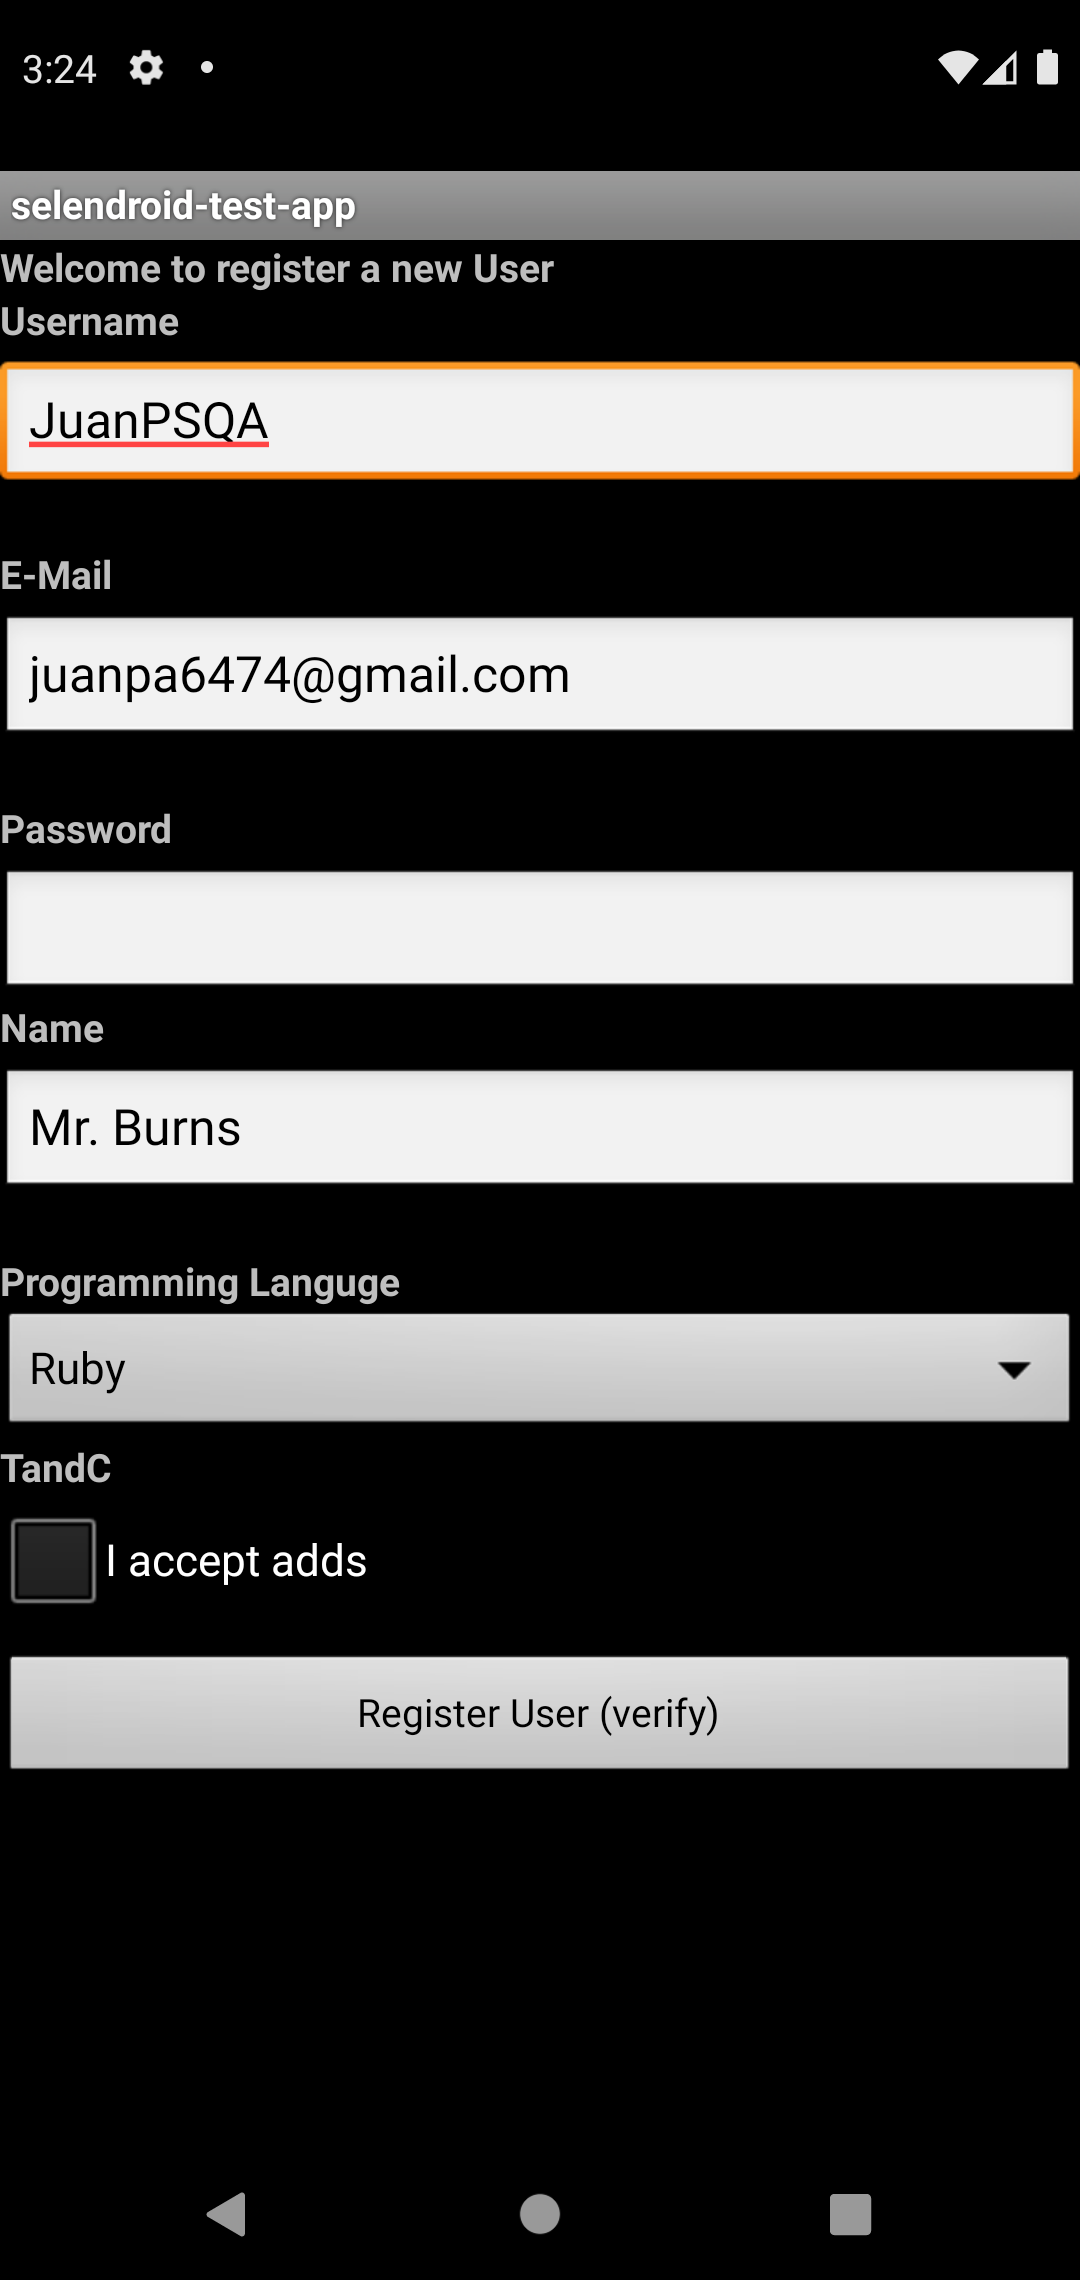 3:24
selendroid-test-app
Welcome to register a new User
Username
JuanPSQA
E-Mail
juanpa6474@gmail.com
Password
Name
Mr. Burns
Programming Languge
Ruby
TandC
I accept adds
Register User (verify)